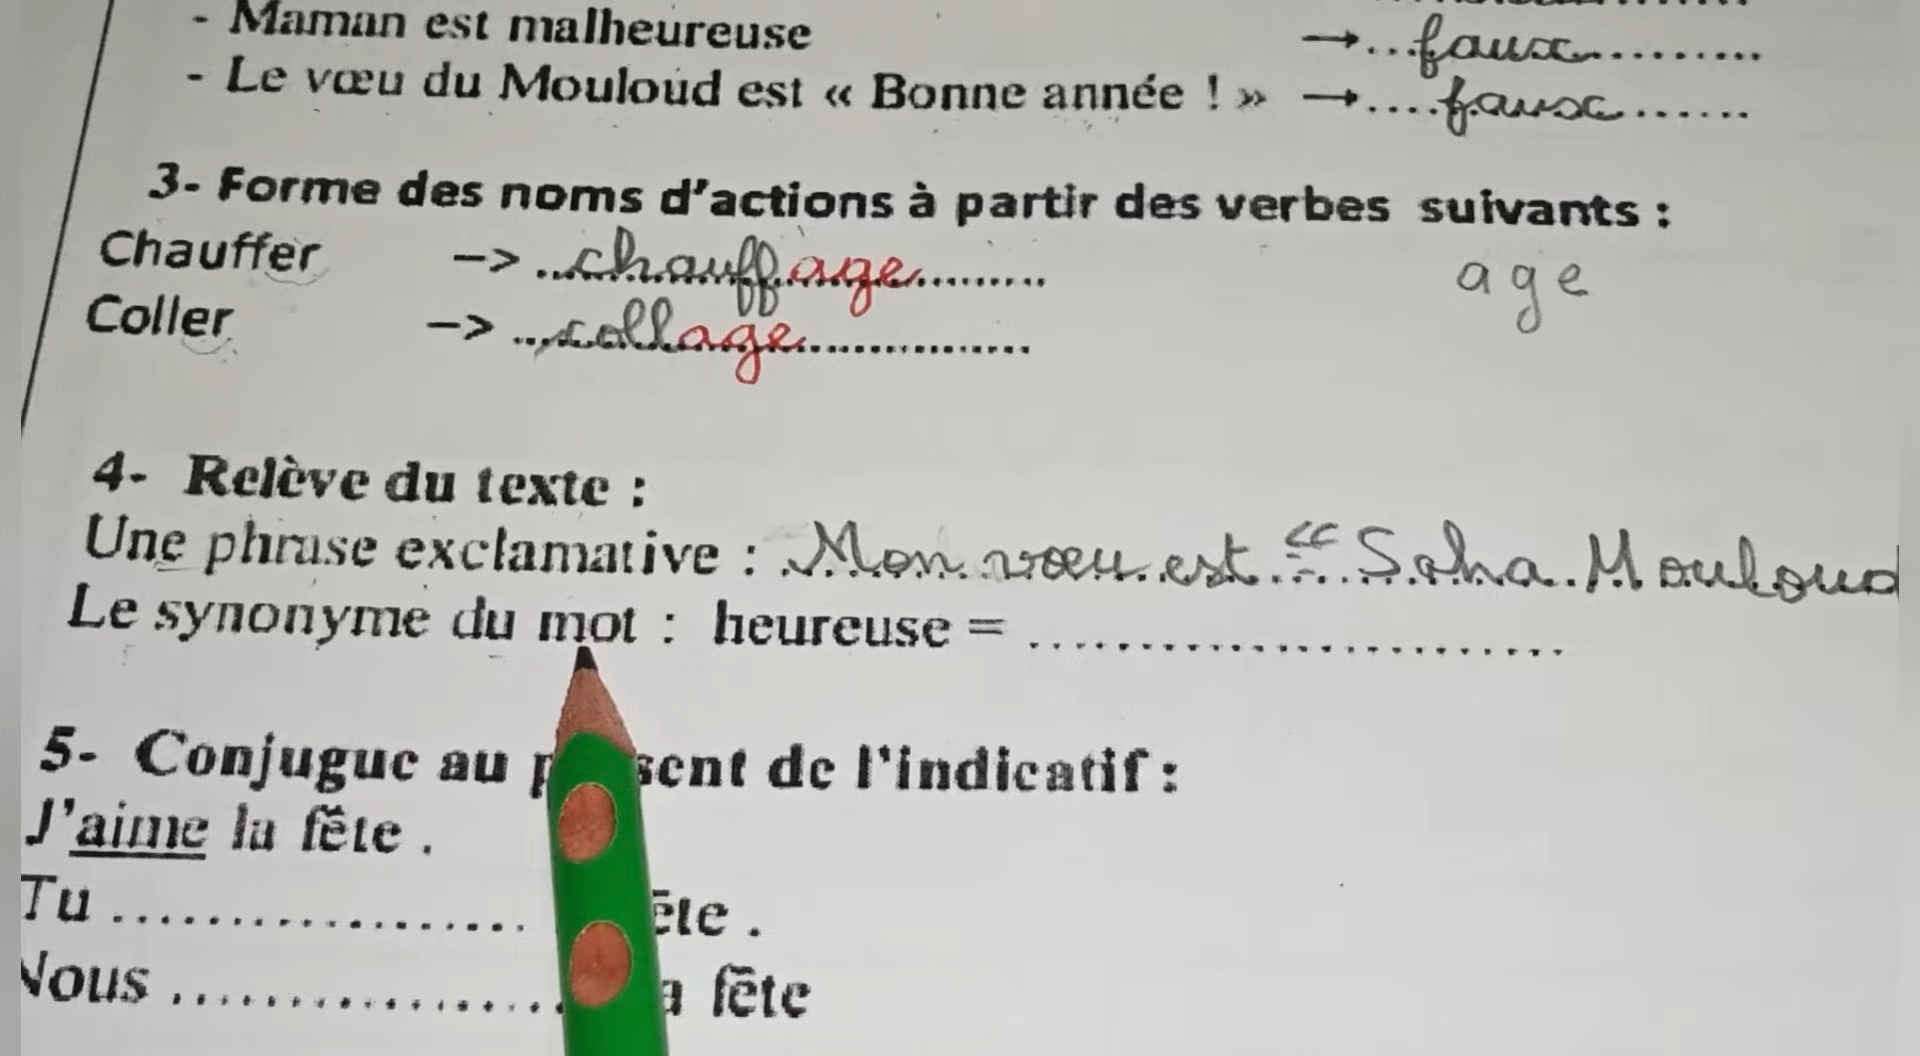 - Maman est malheureuse → ...faux..........
- Le vœu du Mouloud est « Bonne année ! » → ....faux......
3- Forme des noms d'actions à partir des verbes suivants :
Chauffer -> ...chauffage.........
age
Coller -> ...collage................
4- Relève du texte :
Une phrase exclamative : Mon vœu est “ Saha Mouloud
Le synonyme du mot : heureuse = ........................
5- Conjugue au p sent de l'indicatif :
J'aime la fête .
Tu .................... ête .
Nous .................... a fête